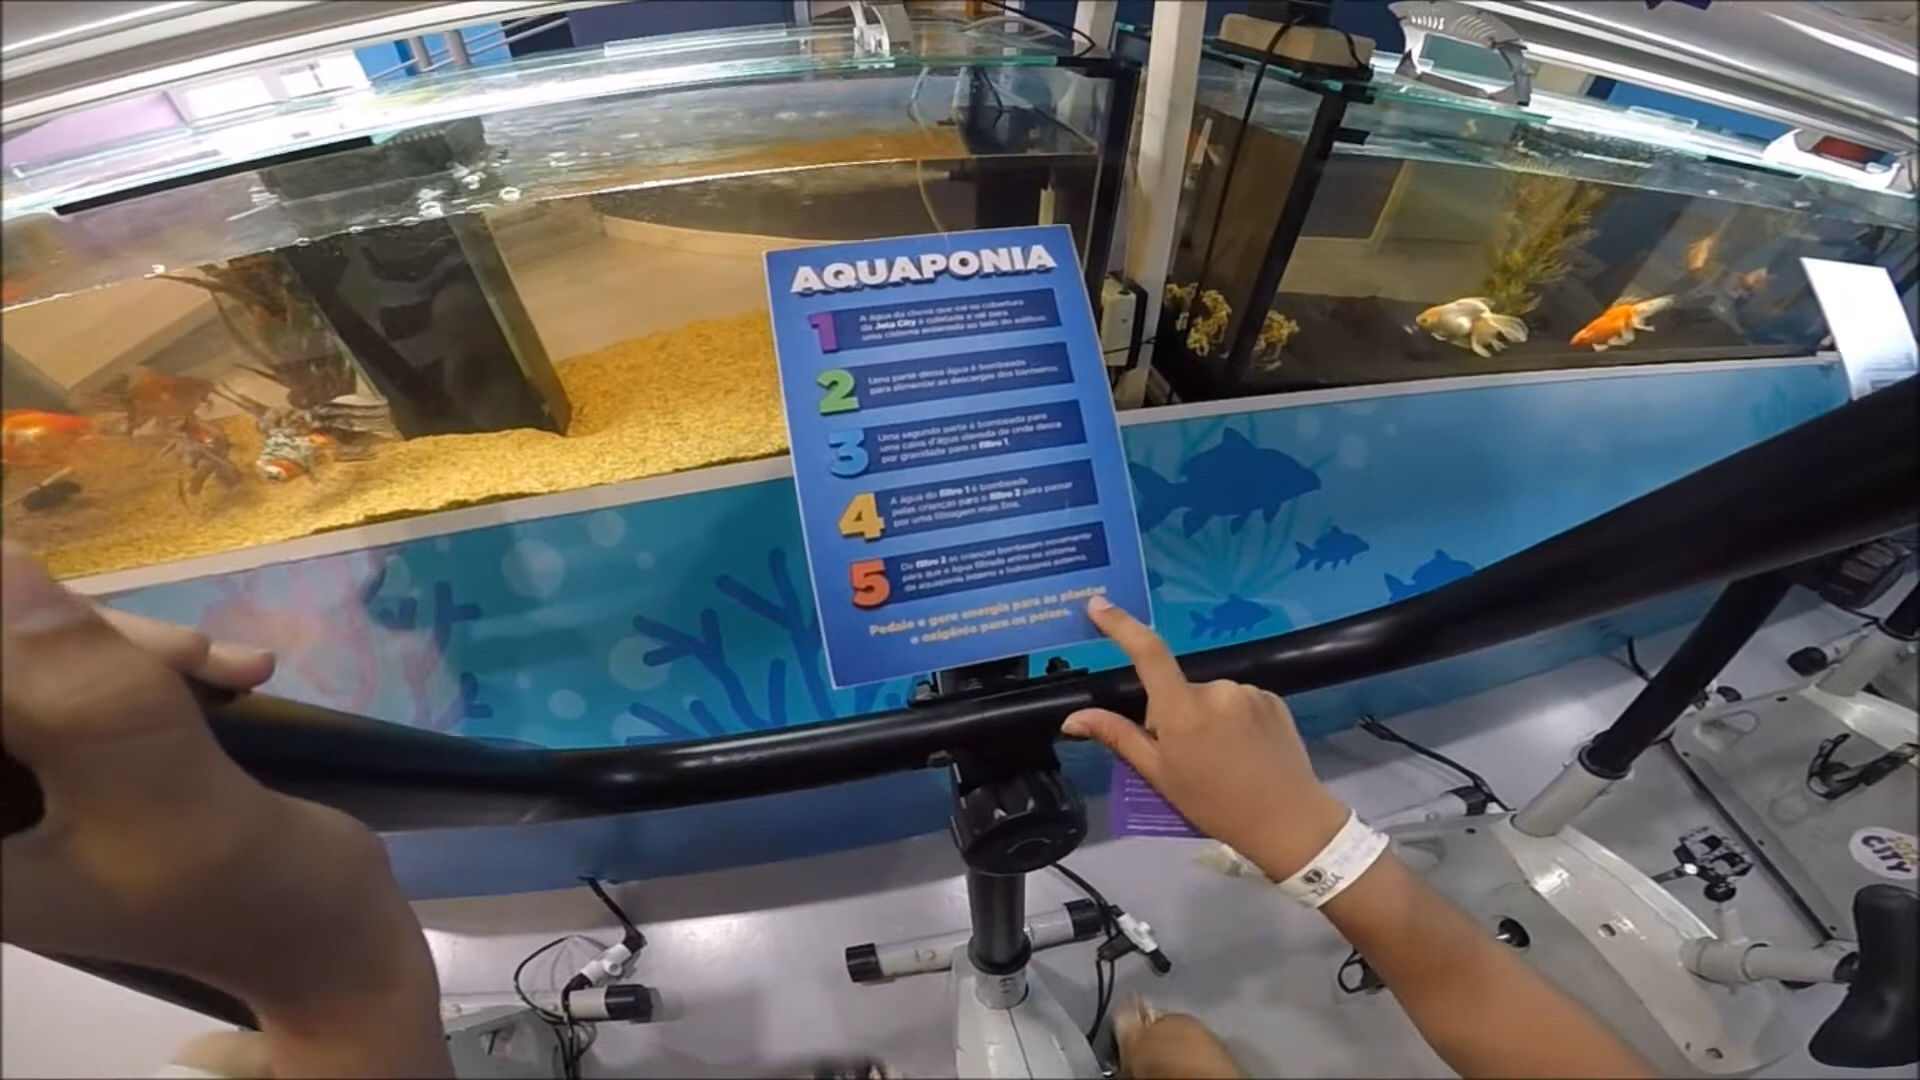 AQUAPONIA
1
A água da chuva que cai na cobertura
da Jota City é coletada e vai para
uma cisterna enterrada ao lado do edifício.
2
Uma parte dessa água é bombeada
para alimentar as descargas dos banheiros.
3
Uma segunda parte é bombeada para
uma caixa d'água elevada de onde desce
por gravidade para o filtro 1.
4
A água do filtro 1 é bombeada
pelas crianças para o filtro 2 para passar
por uma filtragem mais fina.
5
Do filtro 2 as crianças bombeiam novamente
para que a água filtrada entre no sistema
de aquaponia interno e hidroponia externo.
Pedale e gere energia para as plantas
e oxigênio para os peixes.
CITY